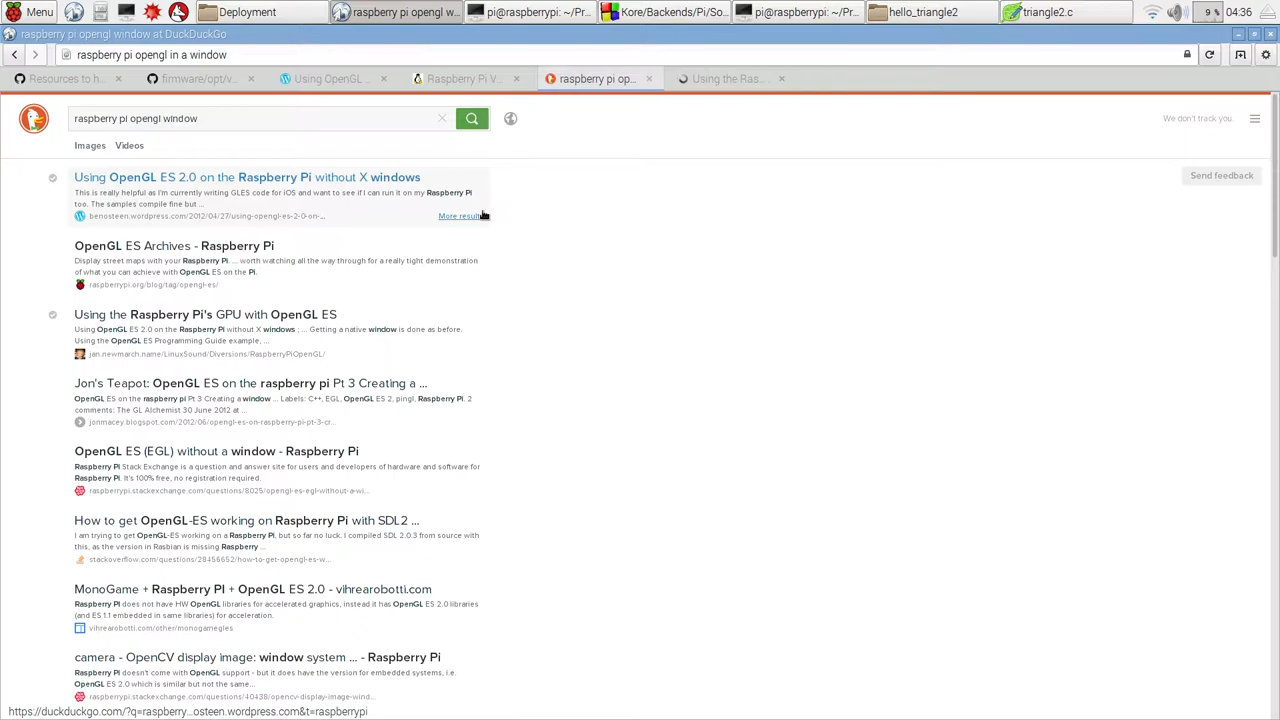 Menu
Deployment
raspberry pi opengl w...
pi@raspberrypi: ~/Pr...
Kore/Backends/Pi/So...
pi@raspberrypi: ~/Pr...
hello_triangle2
triangle2.c
9 %
04:36
raspberry pi opengl window at DuckDuckGo
raspberry pi opengl in a window
Resources to h...
firmware/opt/v...
Using OpenGL ...
Raspberry Pi V...
raspberry pi op...
Using the Ras...
raspberry pi opengl window
We don't track you.
Images
Videos
Send feedback
Using OpenGL ES 2.0 on the Raspberry Pi without X windows
This is really helpful as I'm currently writing GLES code for iOS and want to see if I can run it on my Raspberry Pi
too. The samples compile fine but ...
benosteen.wordpress.com/2012/04/27/using-opengl-es-2-0-on-...
More results
OpenGL ES Archives - Raspberry Pi
Display street maps with your Raspberry Pi. ... worth watching all the way through for a really tight demonstration
of what you can achieve with OpenGL ES on the Pi.
raspberrypi.org/blog/tag/opengl-es/
Using the Raspberry Pi's GPU with OpenGL ES
Using OpenGL ES 2.0 on the Raspberry Pi without X windows ; ... Getting a native window is done as before.
Using the OpenGL ES Programming Guide example, ...
jan.newmarch.name/LinuxSound/Diversions/RaspberryPiOpenGL/
Jon's Teapot: OpenGL ES on the raspberry pi Pt 3 Creating a ...
OpenGL ES on the raspberry pi Pt 3 Creating a window ... Labels: C++, EGL, OpenGL ES 2, pingl, Raspberry Pi. 2
comments: The GL Alchemist 30 June 2012 at ...
jonmacey.blogspot.com/2012/06/opengl-es-on-raspberry-pi-pt-3-cr...
OpenGL ES (EGL) without a window - Raspberry Pi
Raspberry Pi Stack Exchange is a question and answer site for users and developers of hardware and software for
Raspberry Pi. It's 100% free, no registration required.
raspberrypi.stackexchange.com/questions/8025/opengl-es-egl-without-a-wi...
How to get OpenGL-ES working on Raspberry Pi with SDL2 ...
I am trying to get OpenGL-ES working on a Raspberry Pi, but so far no luck. I compiled SDL 2.0.3 from source with
this, as the version in Rasbian is missing Raspberry ...
stackoverflow.com/questions/28456652/how-to-get-opengl-es-w...
MonoGame + Raspberry PI + OpenGL ES 2.0 - vihrearobotti.com
Raspberry PI does not have HW OpenGL libraries for accelerated graphics, instead it has OpenGL ES 2.0 libraries
(and ES 1.1 embedded in same libraries) for acceleration.
vihrearobotti.com/other/monogamegles
camera - OpenCV display image: window system ... - Raspberry Pi
Raspberry Pi doesn't come with OpenGL support - but it does have the version for embedded systems, i.e.
OpenGL ES 2.0 which is similar but not the same...
raspberrypi.stackexchange.com/questions/40438/opencv-display-image-wind...
https://duckduckgo.com/?q=raspberry...osteen.wordpress.com&t=raspberrypi